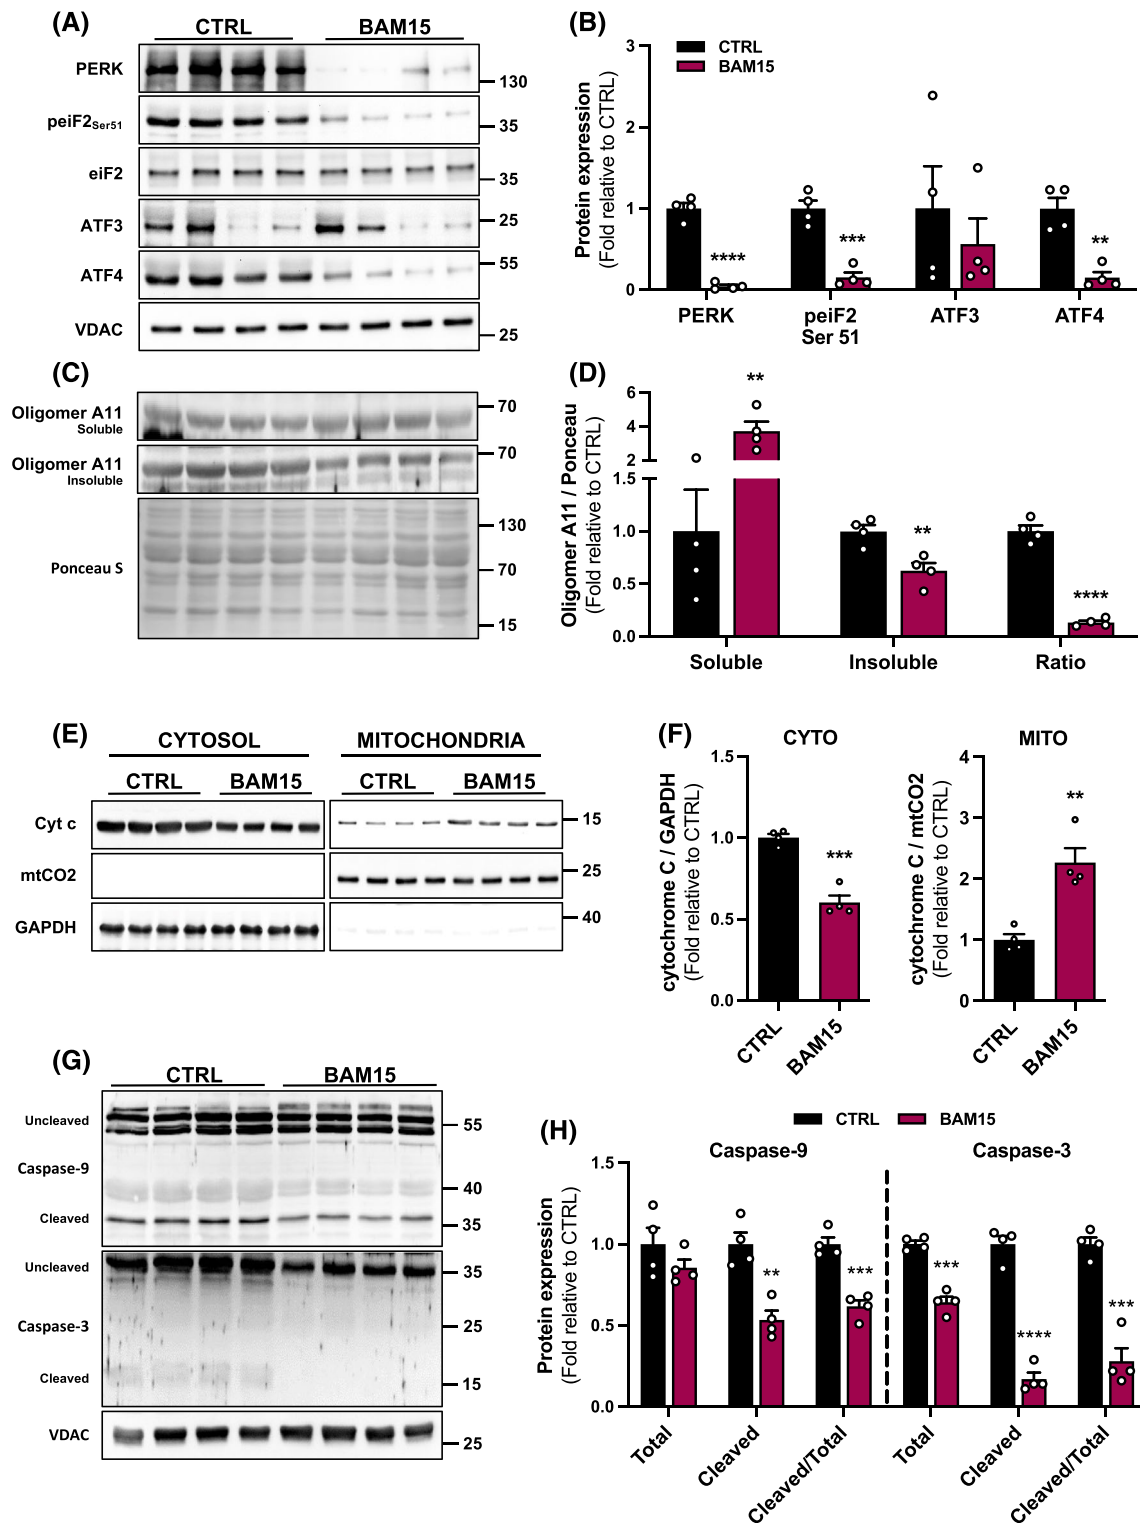 (A)
CTRL BAM15
PERK
130
peiF2Ser51
35
eiF2
35
ATF3
25
ATF4
55
VDAC
25
(B)
Protein expression
(Fold relative to CTRL)
3
2
1
0
CTRL
BAM15
****
***
**
PERK peiF2 ATF3 ATF4
Ser 51
(C)
Oligomer A11
Soluble
70
Oligomer A11
Insoluble
70
Ponceau S
130
70
15
(D)
Oligomer A11 / Ponceau
(Fold relative to CTRL)
6
4
2
1.5
1.0
0.5
0.0
**
**
****
Soluble Insoluble Ratio
(E)
CYTOSOL MITOCHONDRIA
CTRL BAM15 CTRL BAM15
Cyt c
15
mtCO2
25
GAPDH
40
(F)
CYTO
cytochrome C / GAPDH
(Fold relative to CTRL)
1.5
1.0
0.5
0.0
***
CTRL BAM15
MITO
cytochrome C / mtCO2
(Fold relative to CTRL)
4
3
2
1
0
**
CTRL BAM15
(G)
CTRL BAM15
Uncleaved
55
Caspase-9
40
Cleaved
35
Uncleaved
35
Caspase-3
25
Cleaved
15
VDAC
25
(H)
CTRL BAM15
Caspase-9 Caspase-3
Protein expression
(Fold relative to CTRL)
1.5
1.0
0.5
0.0
**
***
***
****
***
Total Cleaved Cleaved/Total Total Cleaved Cleaved/Total